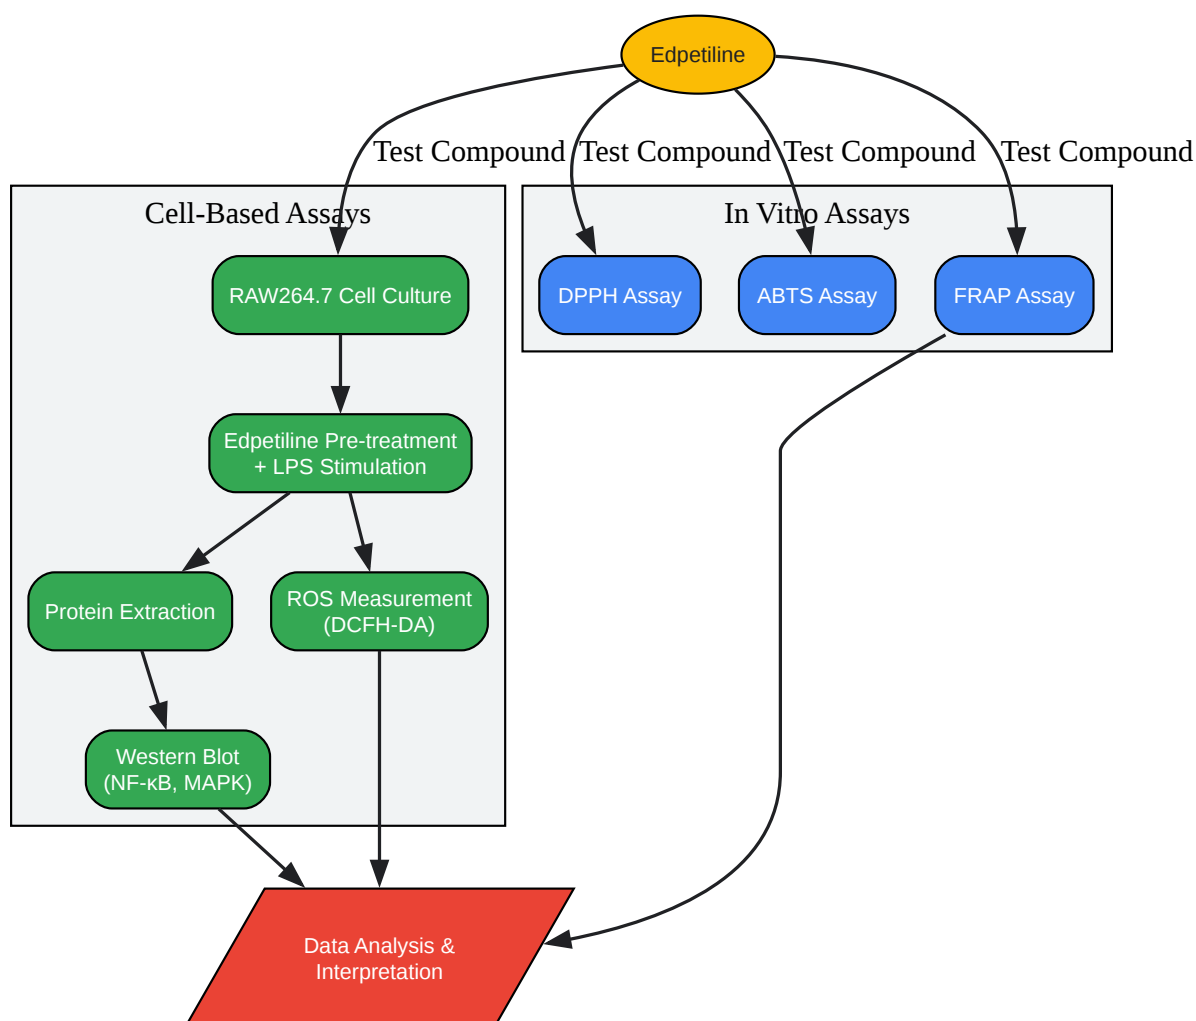 Edpetiline
Test Compound Test Compound Test Compound Test Compound
Cell-Based Assays
In Vitro Assays
RAW264.7 Cell Culture
DPPH Assay
ABTS Assay
FRAP Assay
Edpetiline Pre-treatment
+ LPS Stimulation
Protein Extraction
ROS Measurement
(DCFH-DA)
Western Blot
(NF-κB, MAPK)
Data Analysis &
Interpretation